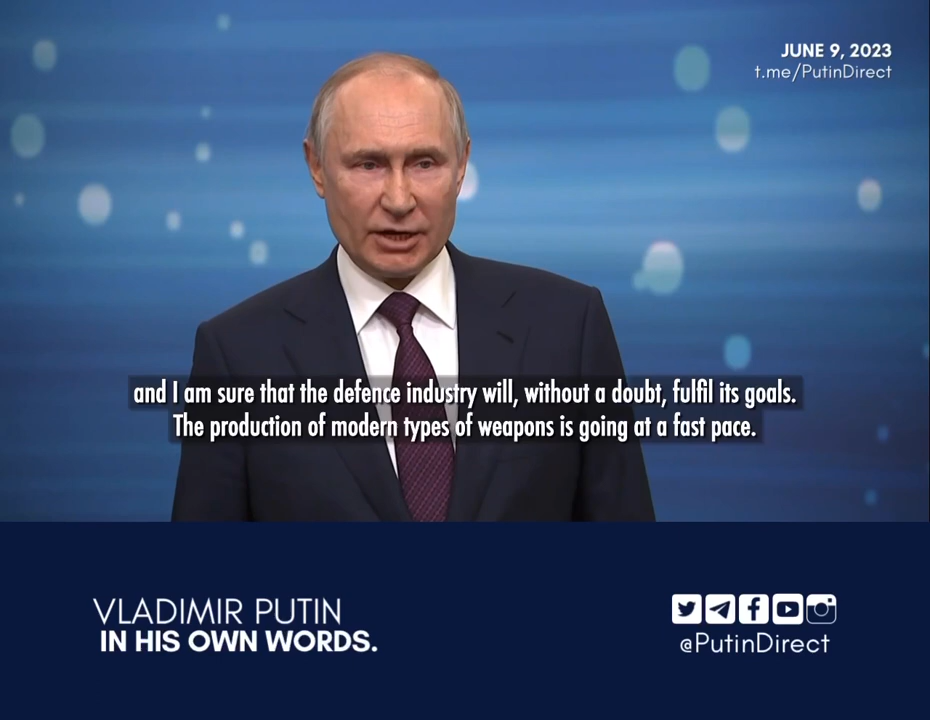 JUNE 9, 2023
t.me/PutinDirect
and I am sure that the defence industry will, without a doubt, fulfil its goals.
The production of modern types of weapons is going at a fast pace.
VLADIMIR PUTIN
IN HIS OWN WORDS.
@PutinDirect